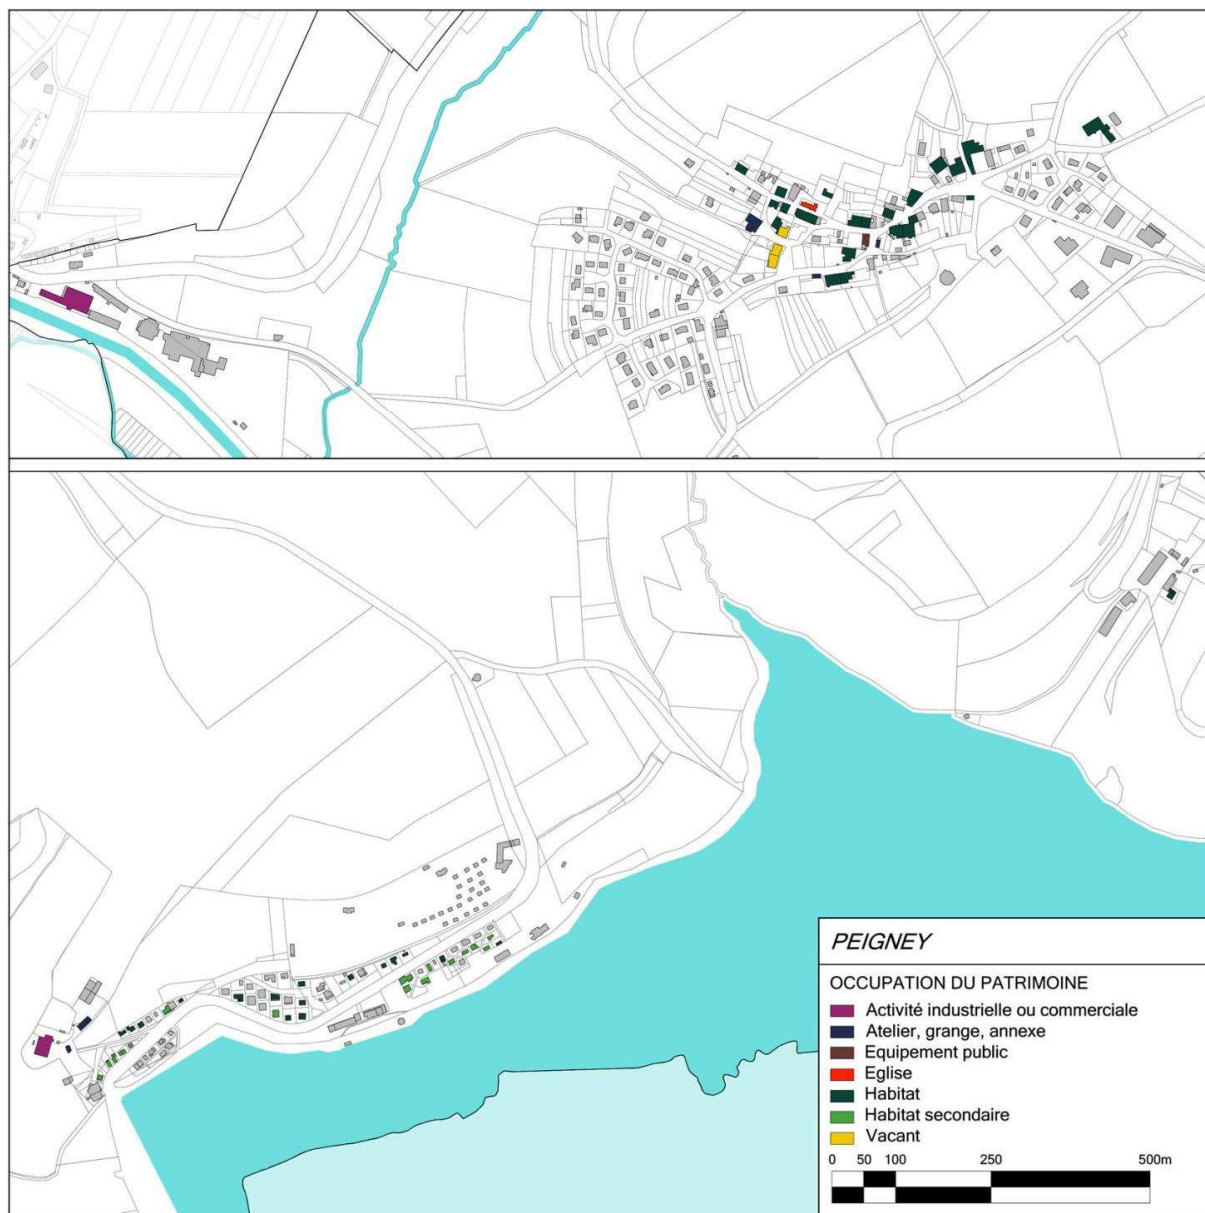 PEIGNEY
OCCUPATION DU PATRIMOINE
Activité industrielle ou commerciale
Atelier, grange, annexe
Equipement public
Eglise
Habitat
Habitat secondaire
Vacant
0 50 100 250 500m